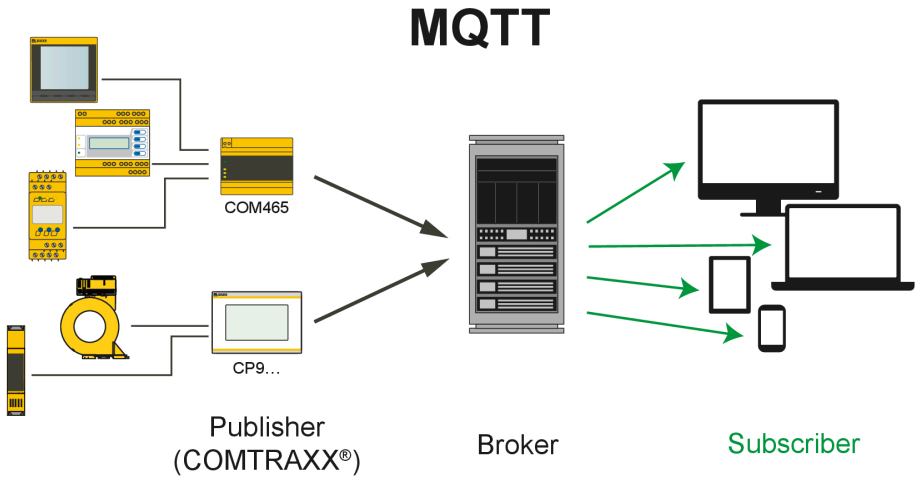 MQTT
COM465
CP9...
Publisher
(COMTRAXX®)
Broker
Subscriber